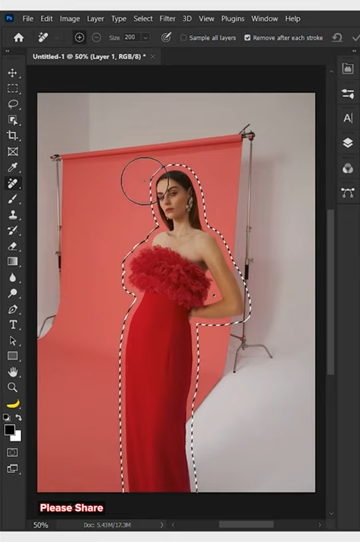 Ps File Edit Image Layer Type Select Filter 3D View Plugins Window Help
Size: 200 Sample all layers Remove after each stroke
Untitled-1 @ 50% (Layer 1, RGB/8) * ×
A|
T
Please Share
50% Doc: 5.43M/17.3M